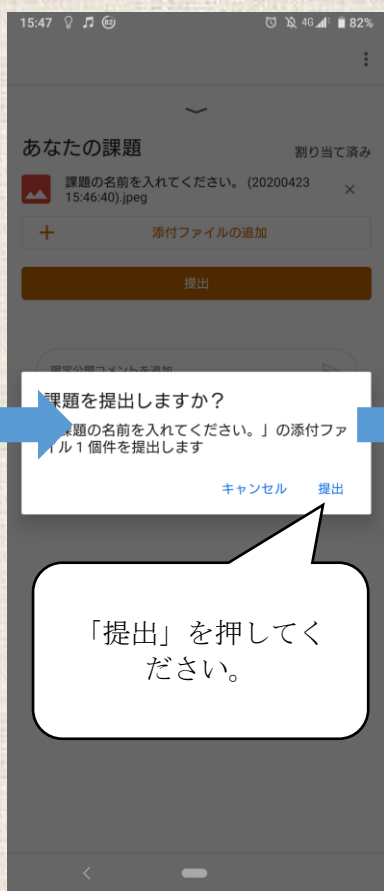 15:47 82 4G 82%
あなたの課題 割り当て済み
課題の名前を入れてください。 (20200423
15:46:40).jpeg ×
+ 添付ファイルの追加
提出
限定公開コメントを追加
課題を提出しますか？
課題の名前を入れてください。」の添付ファ
イル 1 個件を提出します
キャンセル 提出
「提出」を押してく
ださい。